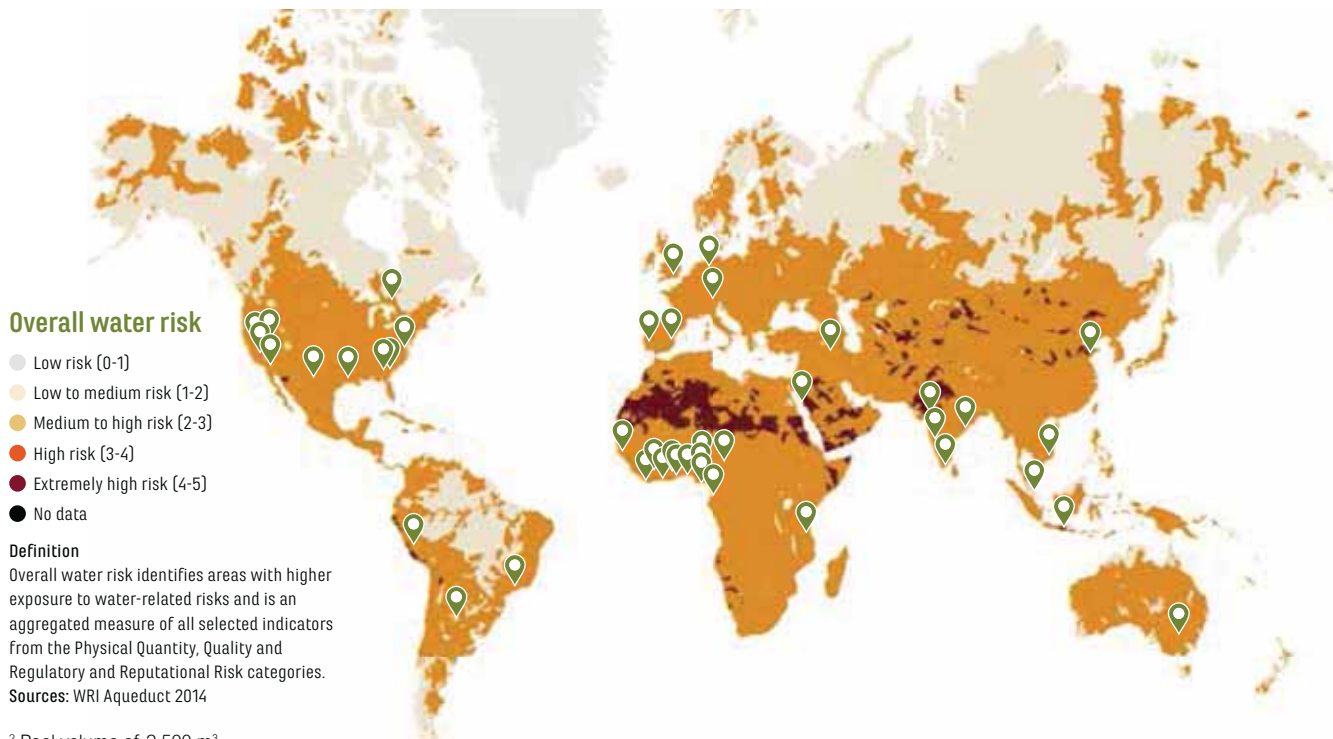 Overall water risk
Low risk (0-1)
Low to medium risk (1-2)
Medium to high risk (2-3)
High risk (3-4)
Extremely high risk (4-5)
No data
Definition
Overall water risk identifies areas with higher
exposure to water-related risks and is an
aggregated measure of all selected indicators
from the Physical Quantity, Quality and
Regulatory and Reputational Risk categories.
Sources: WRI Aqueduct 2014